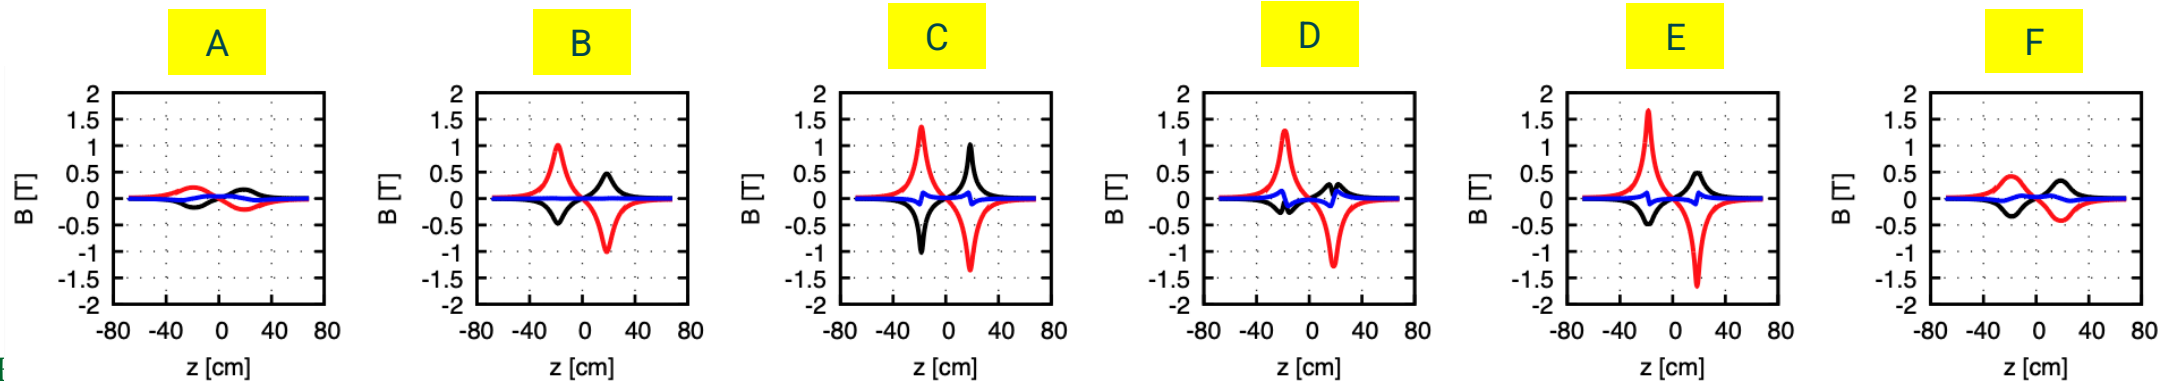 A B C D E F
2 2 2 2 2 2
1.5 1.5 1.5 1.5 1.5 1.5
1 1 1 1 1 1
0.5 0.5 0.5 0.5 0.5 0.5
B [T] 0 B [T] 0 B [T] 0 B [T] 0 B [T] 0 B [T] 0
-0.5 -0.5 -0.5 -0.5 -0.5 -0.5
-1 -1 -1 -1 -1 -1
-1.5 -1.5 -1.5 -1.5 -1.5 -1.5
-2 -2 -2 -2 -2 -2
-80 -40 0 40 80 -80 -40 0 40 80 -80 -40 0 40 80 -80 -40 0 40 80 -80 -40 0 40 80 -80 -40 0 40 80
z [cm] z [cm] z [cm] z [cm] z [cm] z [cm]